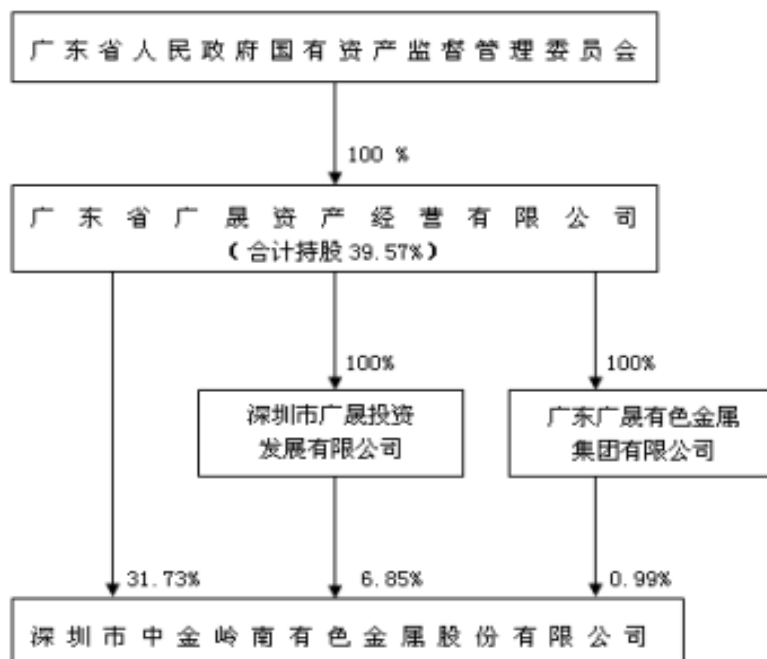 广东省人民政府国有资产监督管理委员会
100 %
广东省广晟资产经营有限公司
(合计持股 39.57%)
100%
100%
深圳市广晟投资
发展有限公司
广东广晟有色金属
集团有限公司
31.73%
6.85%
0.99%
深圳市中金岭南有色金属股份有限公司